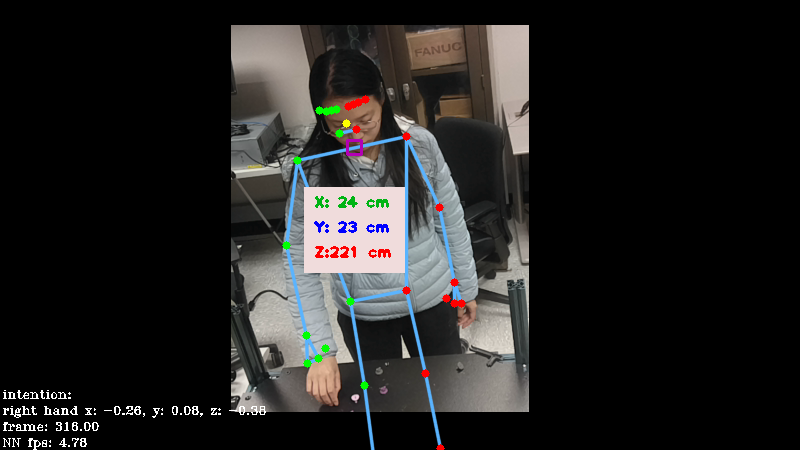 FANUC
X: 24 cm
Y: 23 cm
Z:221 cm
intention:
right hand x: -0.26, y: 0.08, z: -0.38
frame: 316.00
NN fps: 4.78